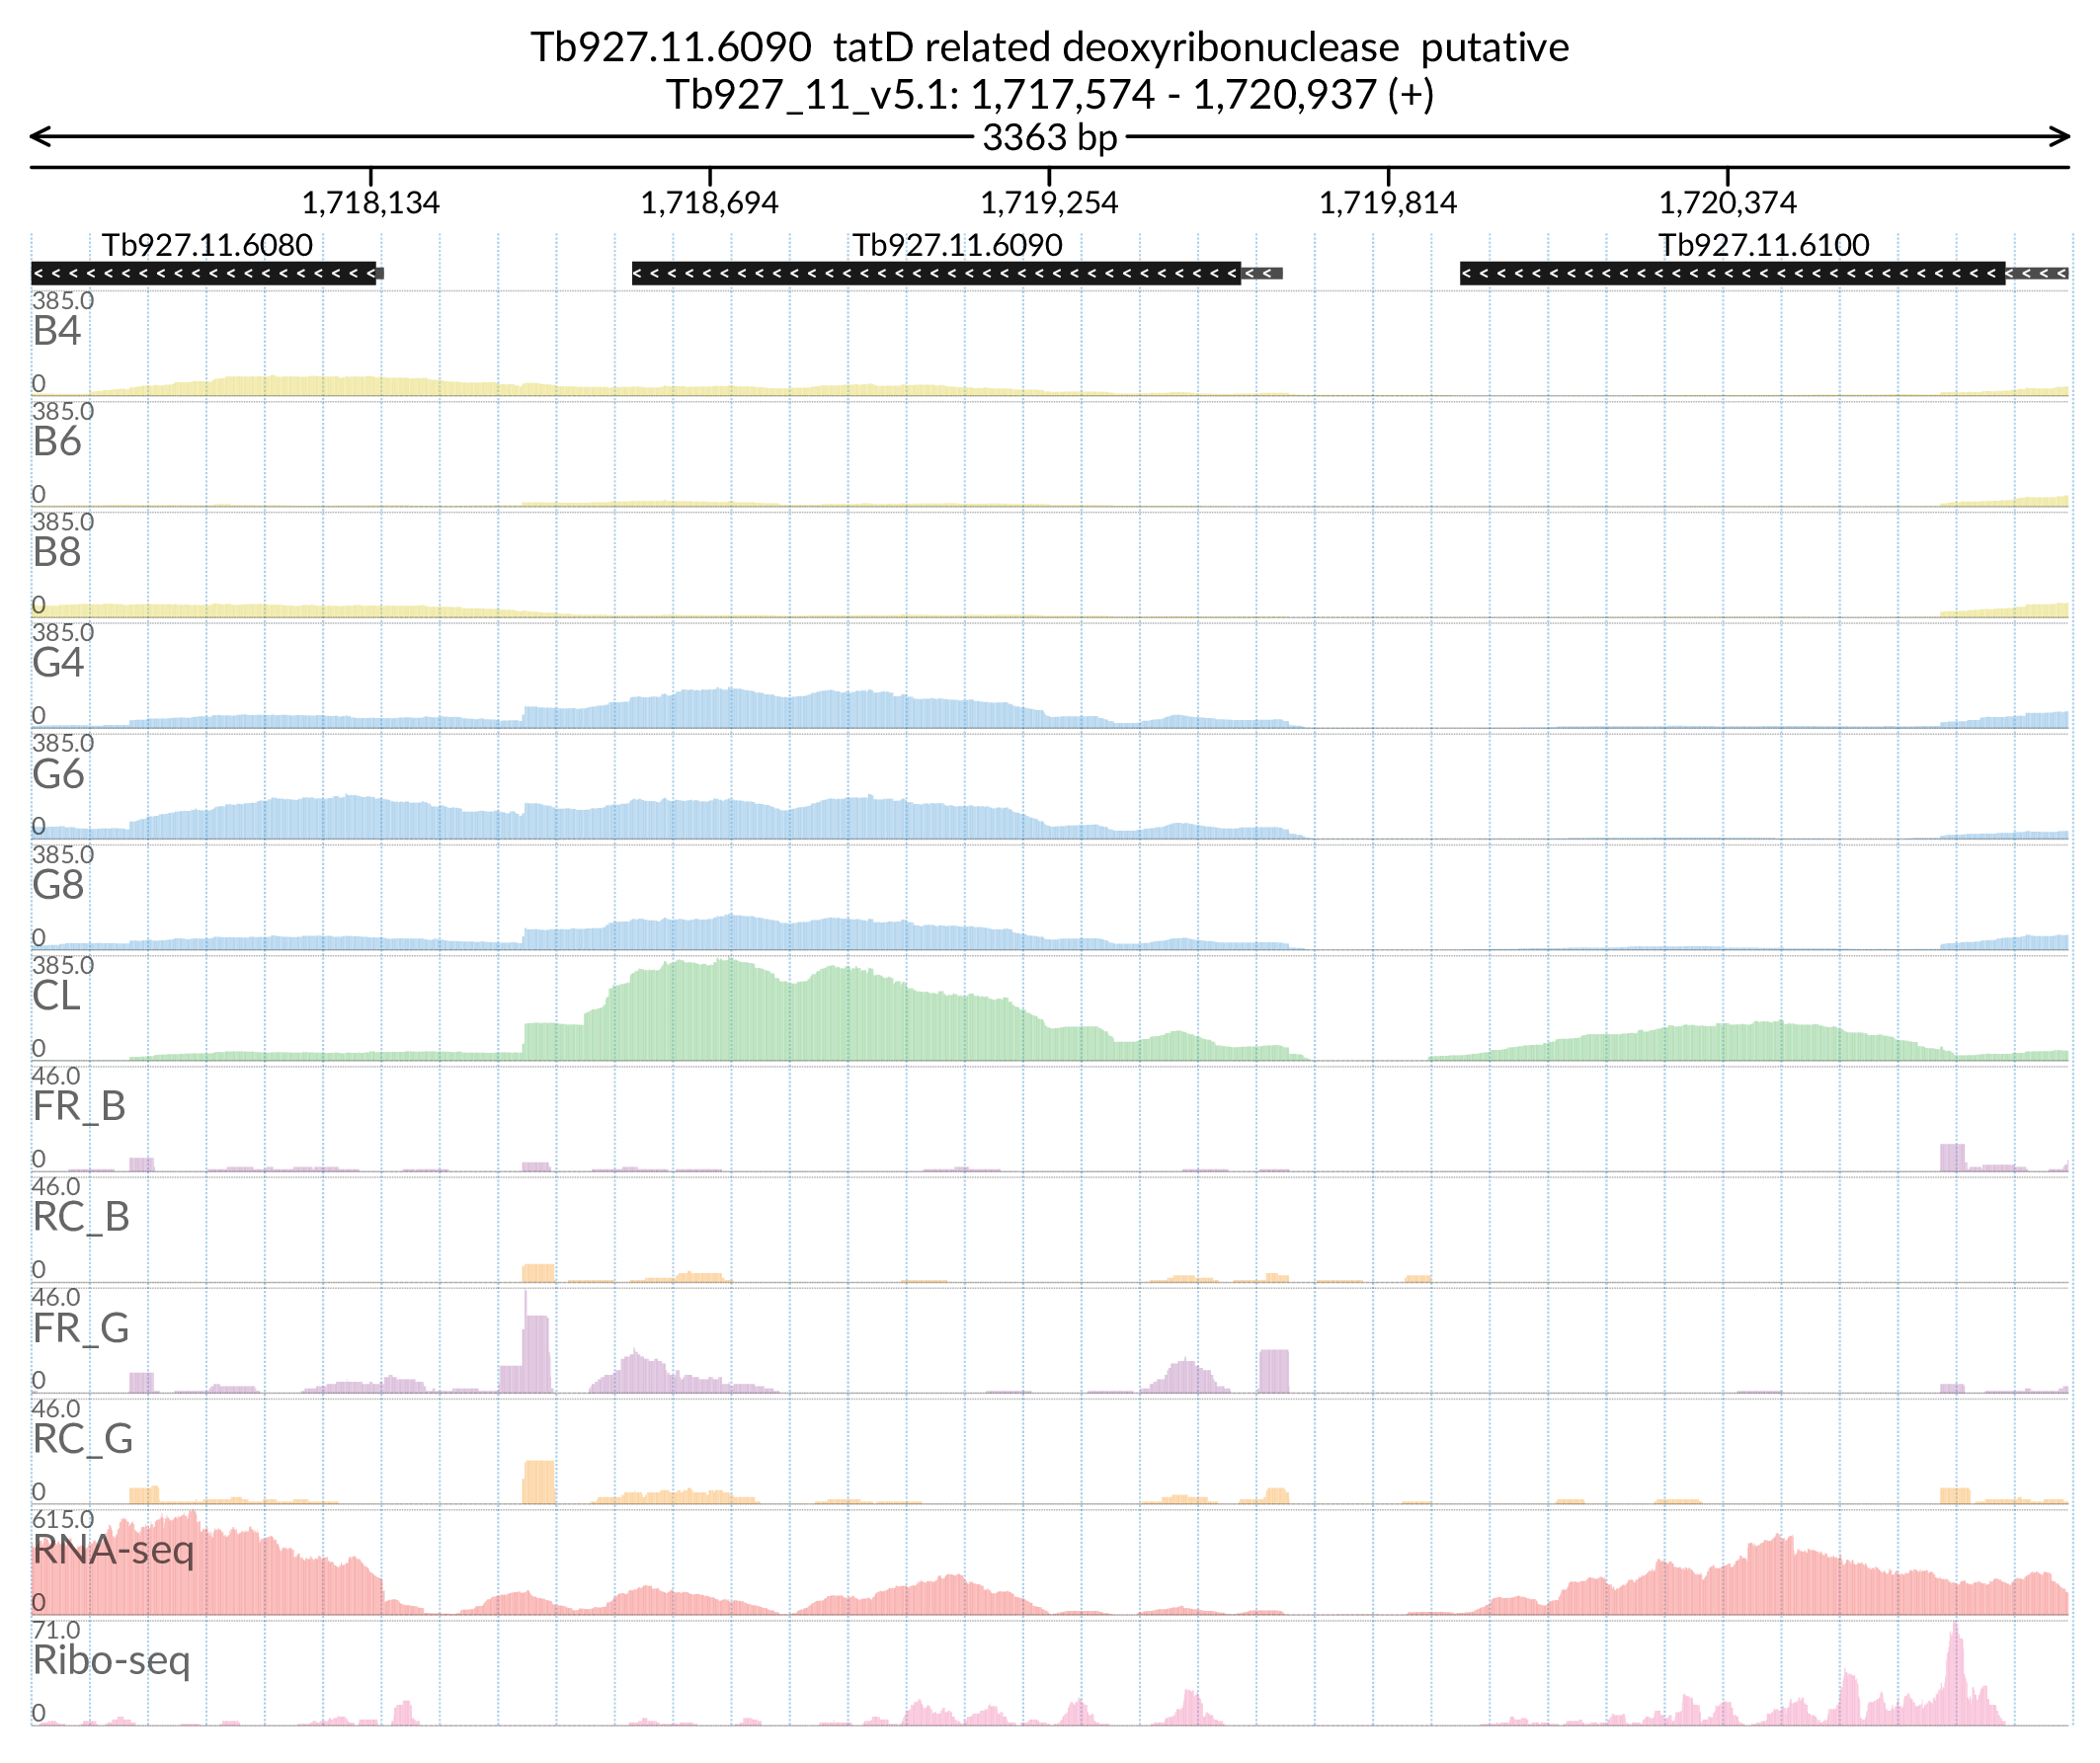 Tb927.11.6090 tatD related deoxyribonuclease putative
Tb927_11_v5.1: 1,717,574 - 1,720,937 (+)
3363 bp
1,718,134 1,718,694 1,719,254 1,719,814 1,720,374
Tb927.11.6080 Tb927.11.6090 Tb927.11.6100
385.0
B4
0
385.0
B6
0
385.0
B8
0
385.0
G4
0
385.0
G6
0
385.0
G8
0
385.0
CL
0
46.0
FR_B
0
46.0
RC_B
0
46.0
FR_G
0
46.0
RC_G
0
615.0
RNA-seq
0
71.0
Ribo-seq
0